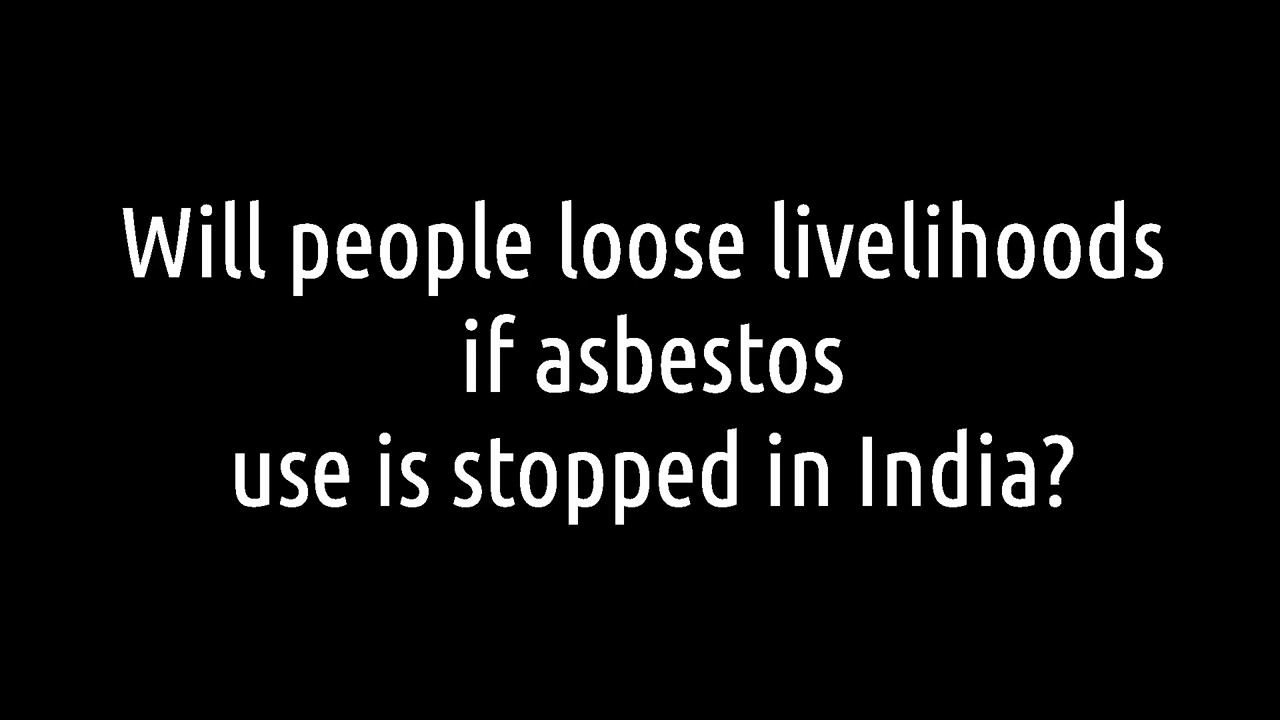 Will people loose livelihoods
if asbestos
use is stopped in India?